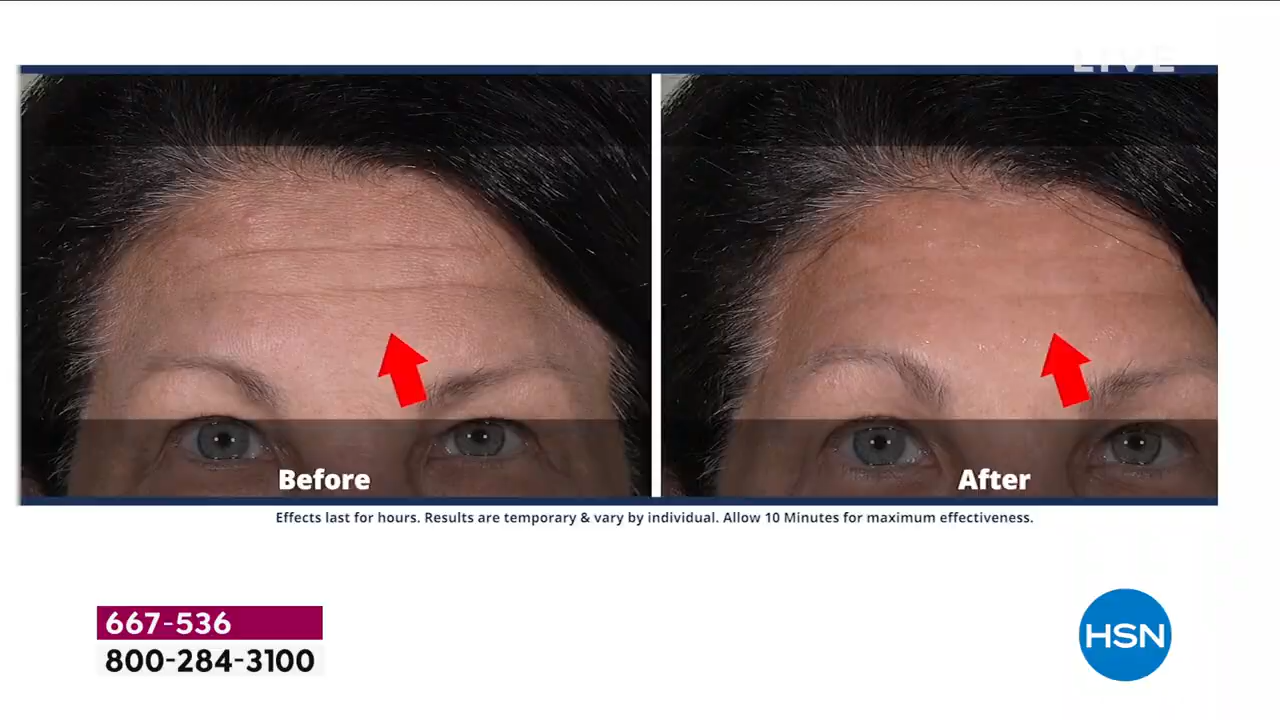 LIVE
Before
After
Effects last for hours. Results are temporary & vary by individual. Allow 10 Minutes for maximum effectiveness.
667-536
800-284-3100
HSN